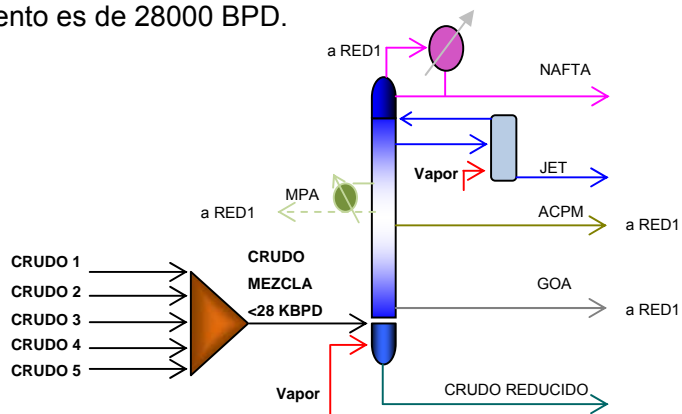 ento es de 28000 BPD.
a RED1
NAFTA
Vapor
JET
MPA
a RED1
ACPM
a RED1
CRUDO 1
CRUDO 2
CRUDO 3
CRUDO 4
CRUDO 5
CRUDO
MEZCLA
<28 KBPD
GOA
a RED1
Vapor
CRUDO REDUCIDO